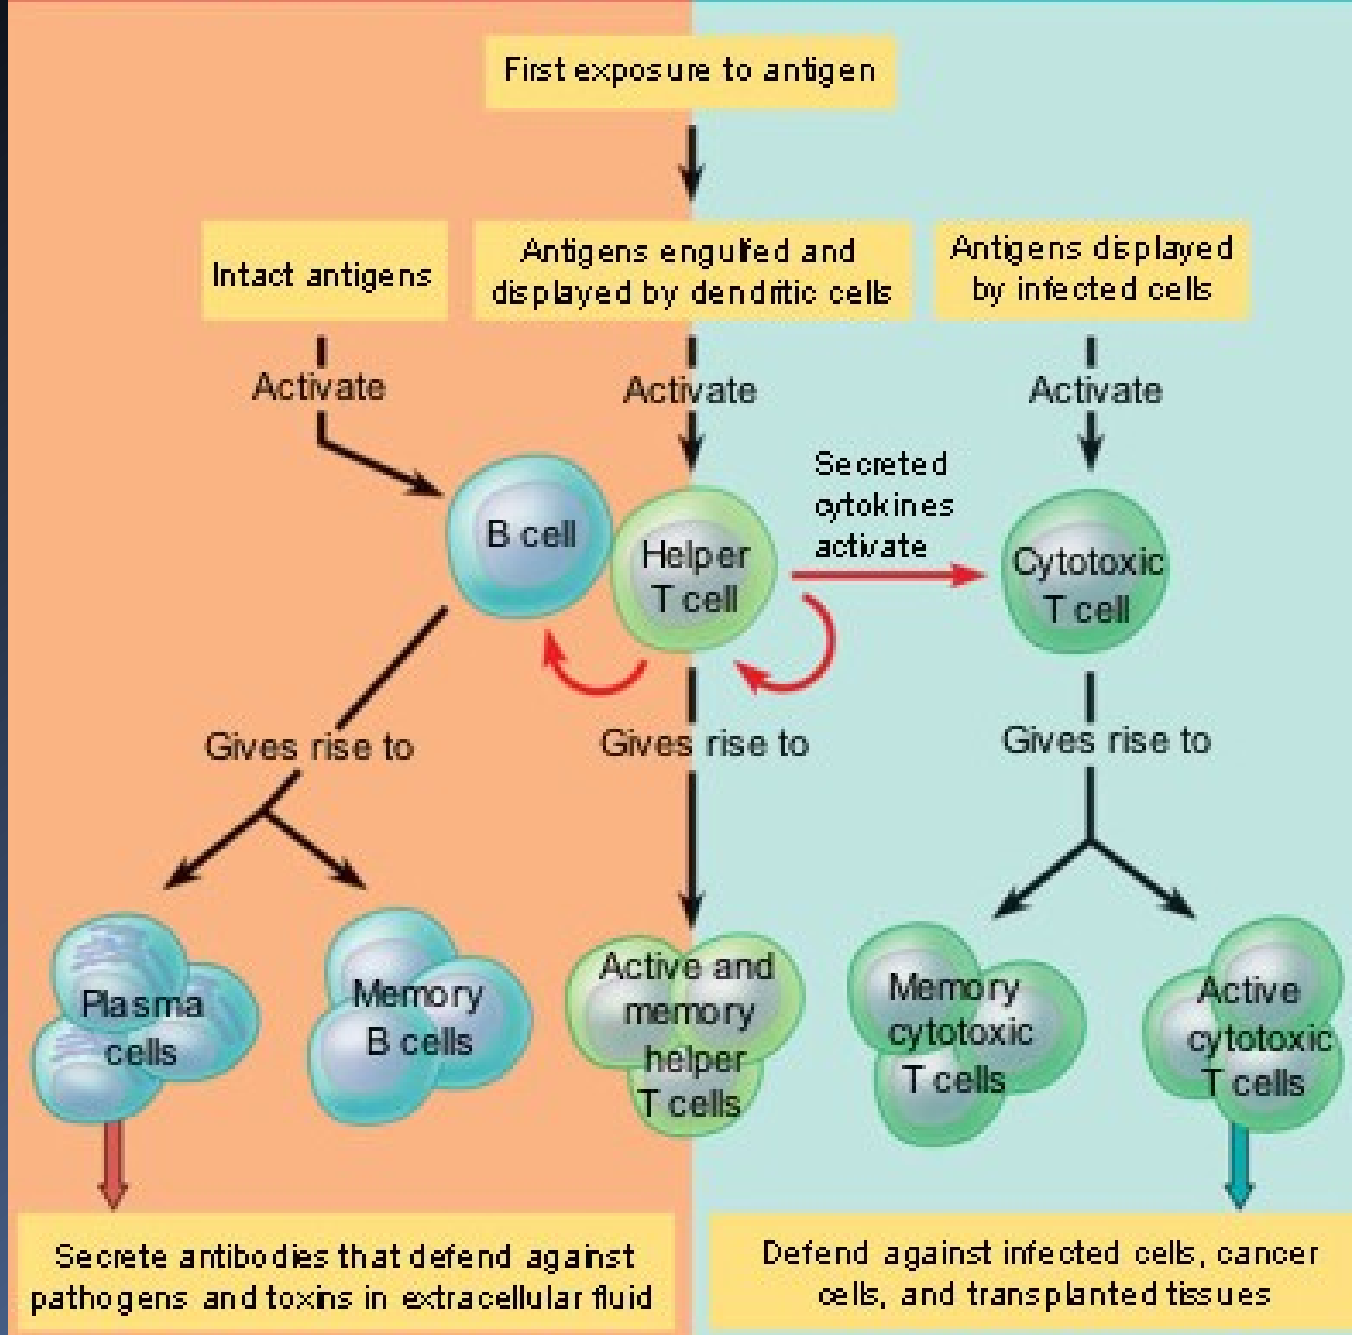 First exposure to antigen
Intact antigens
Antigens engulfed and
displayed by dendritic cells
Antigens displayed
by infected cells
Activate
Activate
Activate
Secreted
cytokines
activate
B cell
Helper
T cell
Cytotoxic
T cell
Gives rise to
Gives rise to
Gives rise to
Plasma
cells
Memory
B cells
Active and
memory
helper
T cells
Memory
cytotoxic
T cells
Active
cytotoxic
T cells
Secrete antibodies that defend against
pathogens and toxins in extracellular fluid
Defend against infected cells, cancer
cells, and transplanted tissues